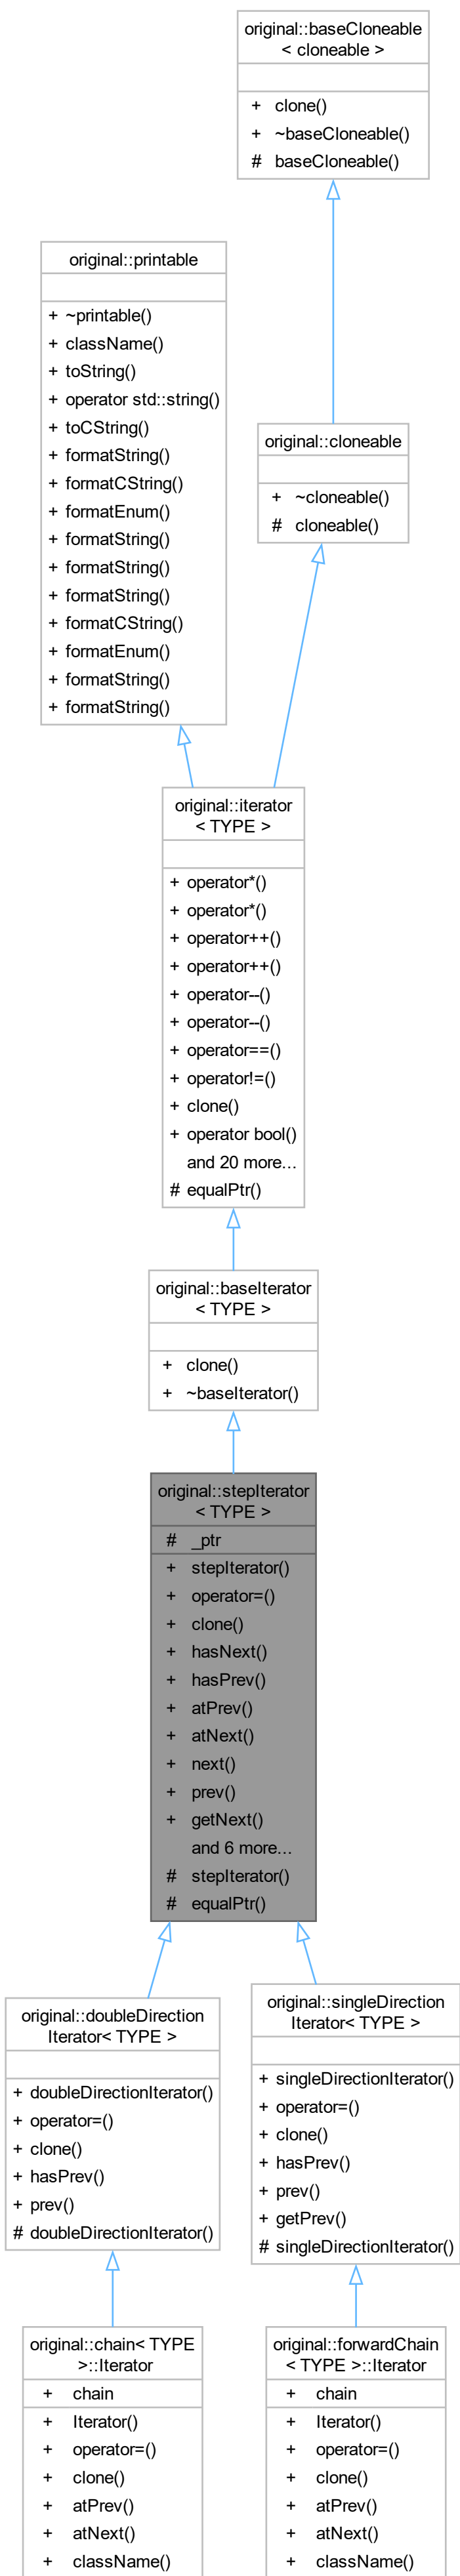 original::baseCloneable
< cloneable >
+ clone()
+ ~baseCloneable()
# baseCloneable()
original::printable
+ ~printable()
+ className()
+ toString()
+ operator std::string()
+ toCString()
+ formatString()
+ formatCString()
+ formatEnum()
+ formatString()
+ formatString()
+ formatString()
+ formatCString()
+ formatEnum()
+ formatString()
+ formatString()
original::cloneable
+ ~cloneable()
# cloneable()
original::iterator
< TYPE >
+ operator*()
+ operator*()
+ operator++()
+ operator++()
+ operator--()
+ operator--()
+ operator==()
+ operator!=()
+ clone()
+ operator bool()
and 20 more...
# equalPtr()
original::baseIterator
< TYPE >
+ clone()
+ ~baseIterator()
original::stepIterator
< TYPE >
# _ptr
+ stepIterator()
+ operator=()
+ clone()
+ hasNext()
+ hasPrev()
+ atPrev()
+ atNext()
+ next()
+ prev()
+ getNext()
and 6 more...
# stepIterator()
# equalPtr()
original::doubleDirection
Iterator< TYPE >
+ doubleDirectionIterator()
+ operator=()
+ clone()
+ hasPrev()
+ prev()
# doubleDirectionIterator()
original::singleDirection
Iterator< TYPE >
+ singleDirectionIterator()
+ operator=()
+ clone()
+ hasPrev()
+ prev()
+ getPrev()
# singleDirectionIterator()
original::chain< TYPE
>::Iterator
+ chain
+ Iterator()
+ operator=()
+ clone()
+ atPrev()
+ atNext()
+ className()
original::forwardChain
< TYPE >::Iterator
+ chain
+ Iterator()
+ operator=()
+ clone()
+ atPrev()
+ atNext()
+ className()